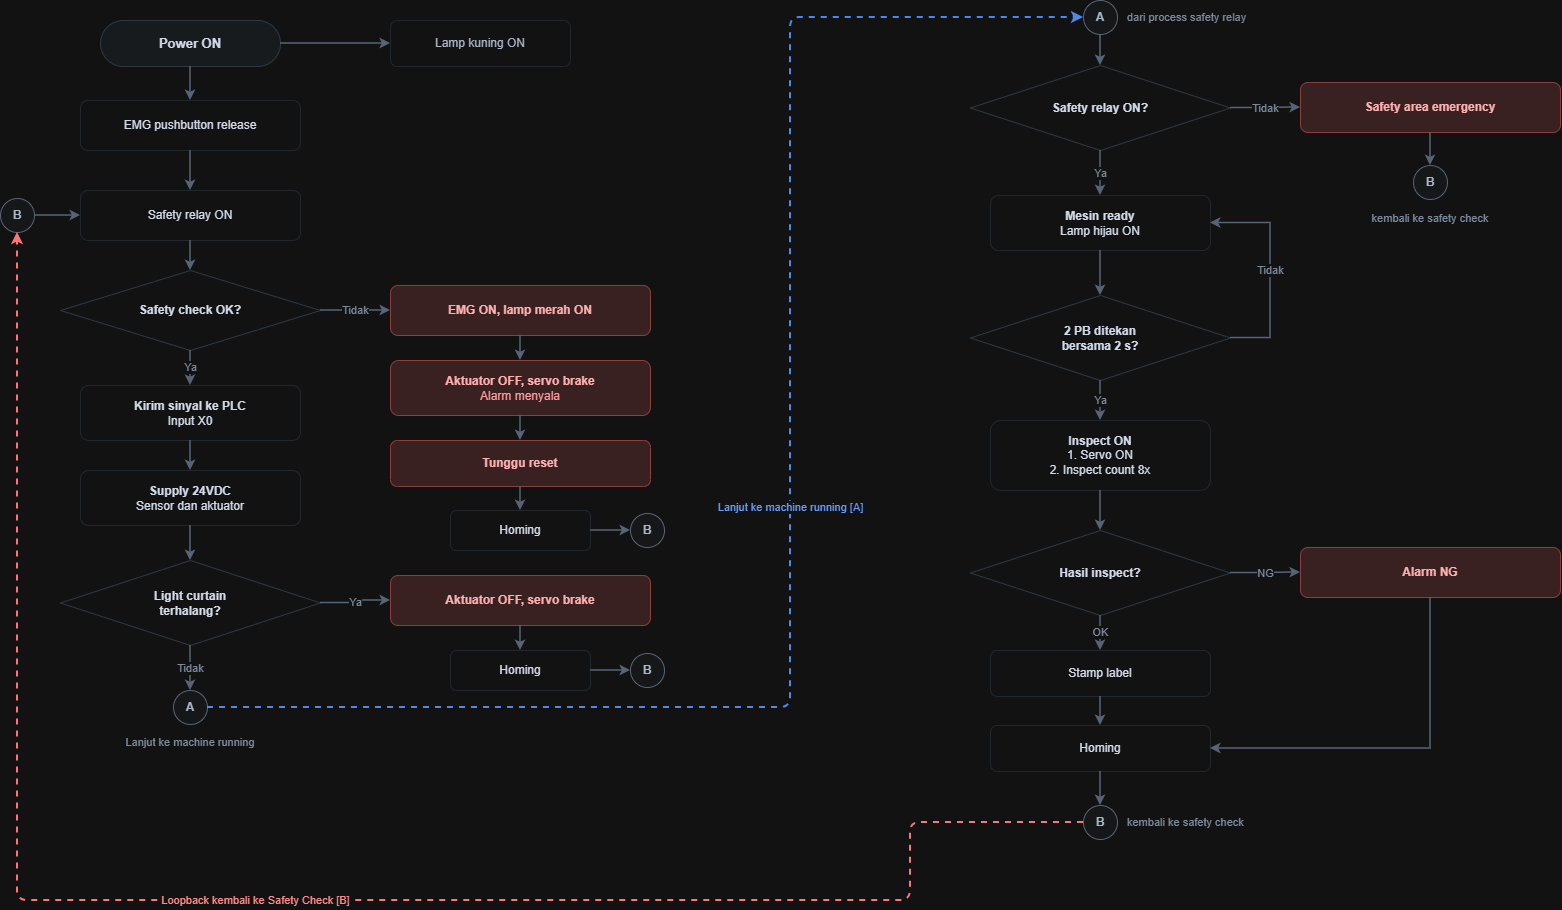 Power ON
Lamp kuning ON
EMG pushbutton release
B
Safety relay ON
Safety check OK?
Tidak
EMG ON, lamp merah ON
Ya
Aktuator OFF, servo brake
Alarm menyala
Kirim sinyal ke PLC
Input X0
Tunggu reset
Supply 24VDC
Sensor dan aktuator
Homing
B
Light curtain
terhalang?
Ya
Aktuator OFF, servo brake
Tidak
Homing
B
A
Lanjut ke machine running
Lanjut ke machine running [A]
A
dari process safety relay
Safety relay ON?
Tidak
Safety area emergency
Ya
B
kembali ke safety check
Mesin ready
Lamp hijau ON
Tidak
2 PB ditekan
bersama 2 s?
Ya
Inspect ON
1. Servo ON
2. Inspect count 8x
Hasil inspect?
NG
Alarm NG
OK
Stamp label
Homing
B
kembali ke safety check
Loopback kembali ke Safety Check [B]